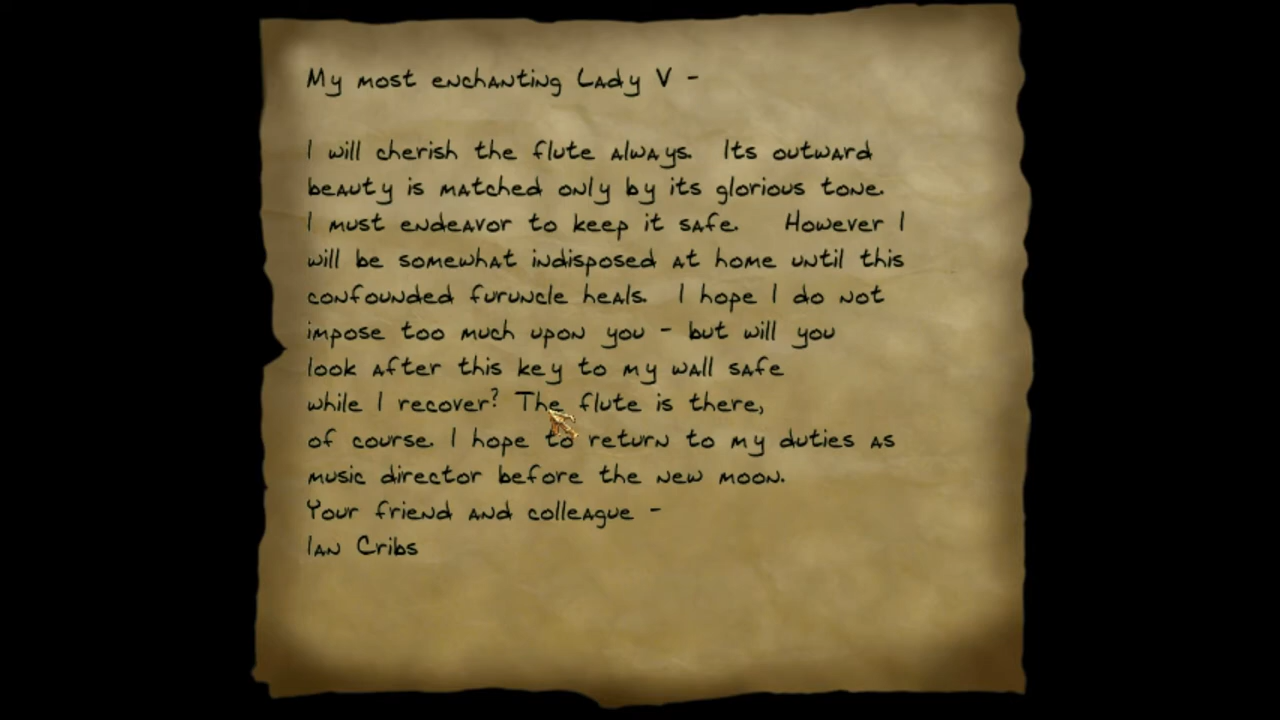 My most enchanting Lady V -
I will cherish the flute always. Its outward
beauty is matched only by its glorious tone.
I must endeavor to keep it safe. However I
will be somewhat indisposed at home until this
confounded furuncle heals. I hope I do not
impose too much upon you - but will you
look after this key to my wall safe
while I recover? The flute is there,
of course. I hope to return to my duties as
music director before the new moon.
Your friend and colleague -
Ian Cribs